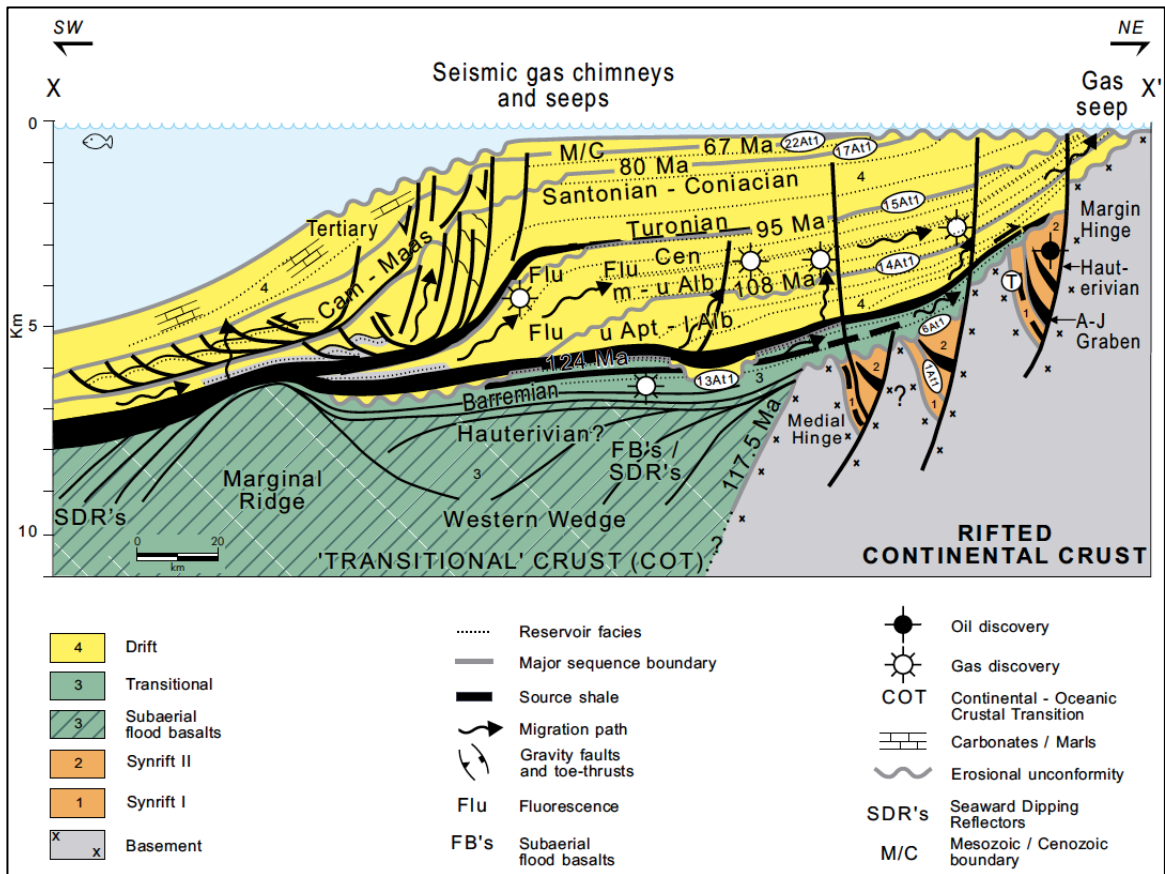 SW
NE
X
Seismic gas chimneys
and seeps
Gas
seep
X'
0
5
10
Km
M/C
67 Ma
22At1
17At1
80 Ma
4
Santonian - Coniacian
Tertiary
Turonian
95 Ma
15At1
Margin
Hinge
Cam - Maas
4
Flu
Flu
Cen
m - u Alb
108 Ma
14At1
2
T
Haut-
erivian
Flu
u Apt - l Alb
4
1
A-J
Graben
124 Ma
6At1
13At1
3
2
2
Barremian
1At1
?
1
1
Hauterivian?
Medial
Hinge
FB's /
SDR's
117.5 Ma
3
Marginal
Ridge
SDR's
Western Wedge
0
20
km
'TRANSITIONAL' CRUST (COT)
?
RIFTED
CONTINENTAL CRUST
4
Drift
3
Transitional
3
Subaerial
flood basalts
2
Synrift II
1
Synrift I
x
x
Basement
Reservoir facies
Major sequence boundary
Source shale
Migration path
Gravity faults
and toe-thrusts
Flu
Fluorescence
FB's
Subaerial
flood basalts
Oil discovery
Gas discovery
COT
Continental - Oceanic
Crustal Transition
Carbonates / Marls
Erosional unconformity
SDR's
Seaward Dipping
Reflectors
M/C
Mesozoic / Cenozoic
boundary